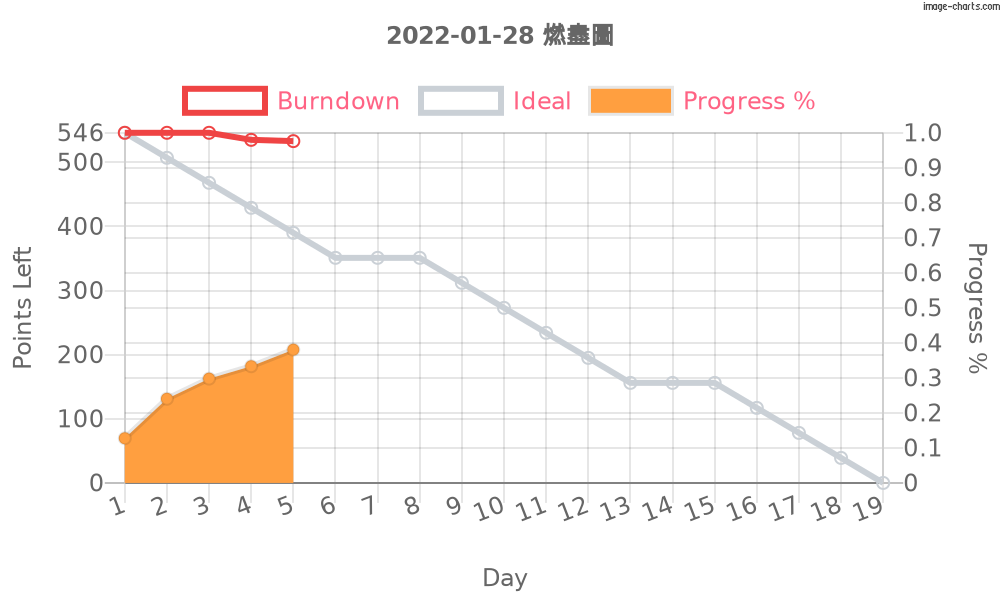 image-charts.com
2022-01-28 燃盡圖
Burndown Ideal Progress %
546
500
400
300
200
100
0
Points Left
1.0
0.9
0.8
0.7
0.6
0.5
0.4
0.3
0.2
0.1
0
Progress %
1 2 3 4 5 6 7 8 9 10 11 12 13 14 15 16 17 18 19
Day